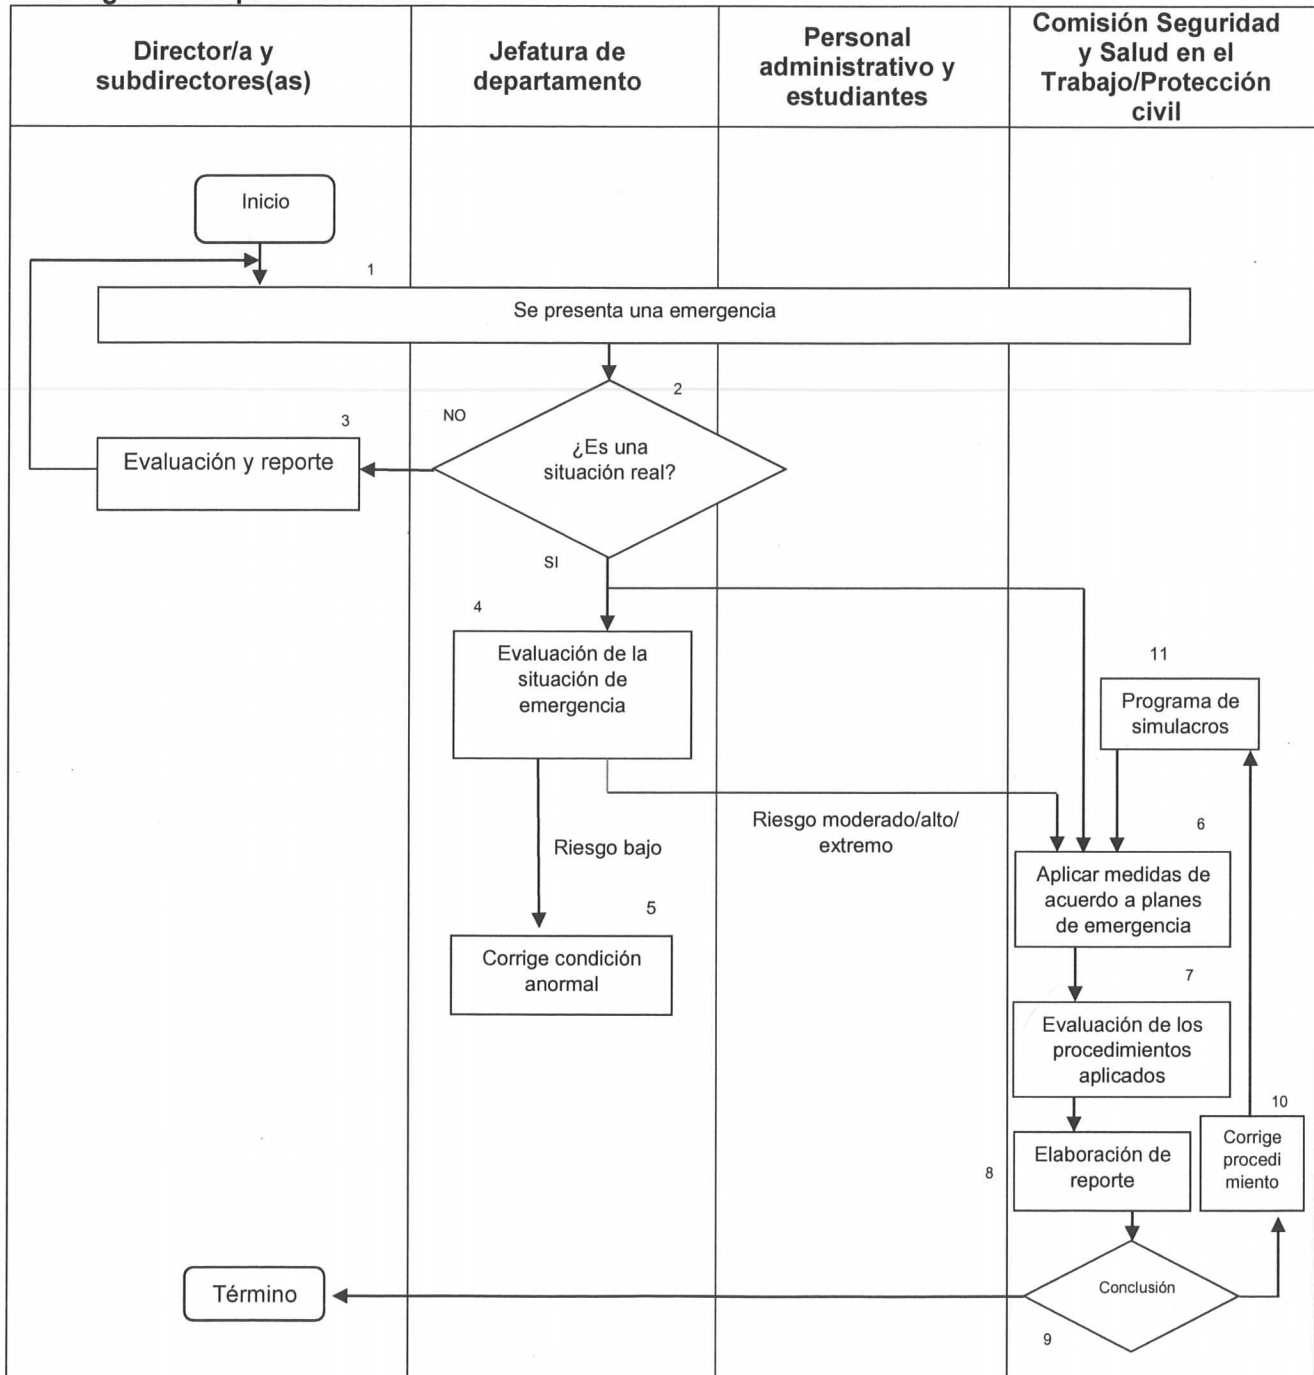 Director/a y
subdirectores(as)
Jefatura de
departamento
Personal
administrativo y
estudiantes
Comisión Seguridad
y Salud en el
Trabajo/Protección
civil
Inicio
1
Se presenta una emergencia
2
NO
¿Es una
situación real?
3
Evaluación y reporte
SI
4
Evaluación de la
situación de
emergencia
11
Programa de
simulacros
Riesgo moderado/alto/
extremo
Riesgo bajo
6
Aplicar medidas de
acuerdo a planes
de emergencia
5
Corrige condición
anormal
7
Evaluación de los
procedimientos
aplicados
10
Corrige
procedi
miento
8
Elaboración de
reporte
Conclusión
9
Término